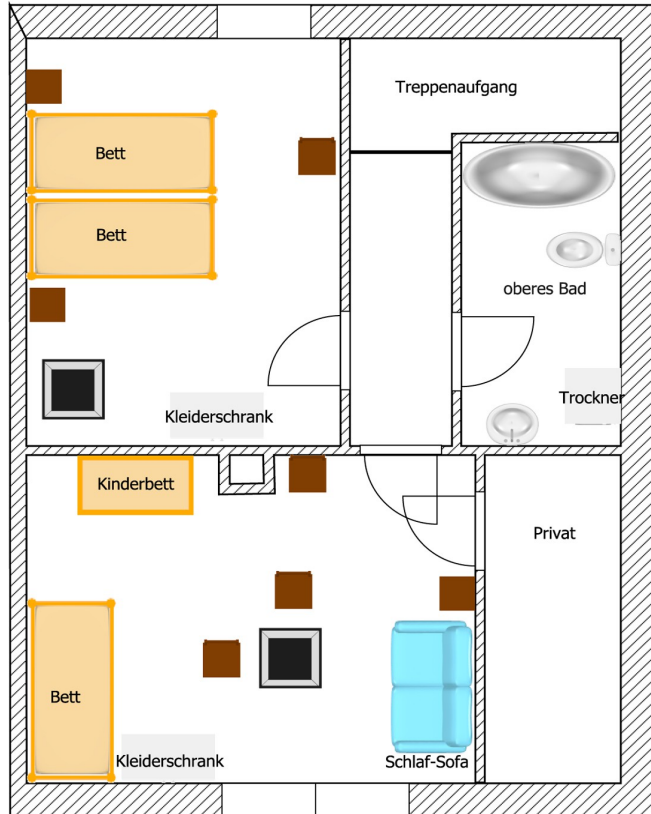 Treppenaufgang
Bett
Bett
oberes Bad
Trockner
Kleiderschrank
Kinderbett
Privat
Bett
Kleiderschrank
Schlaf-Sofa